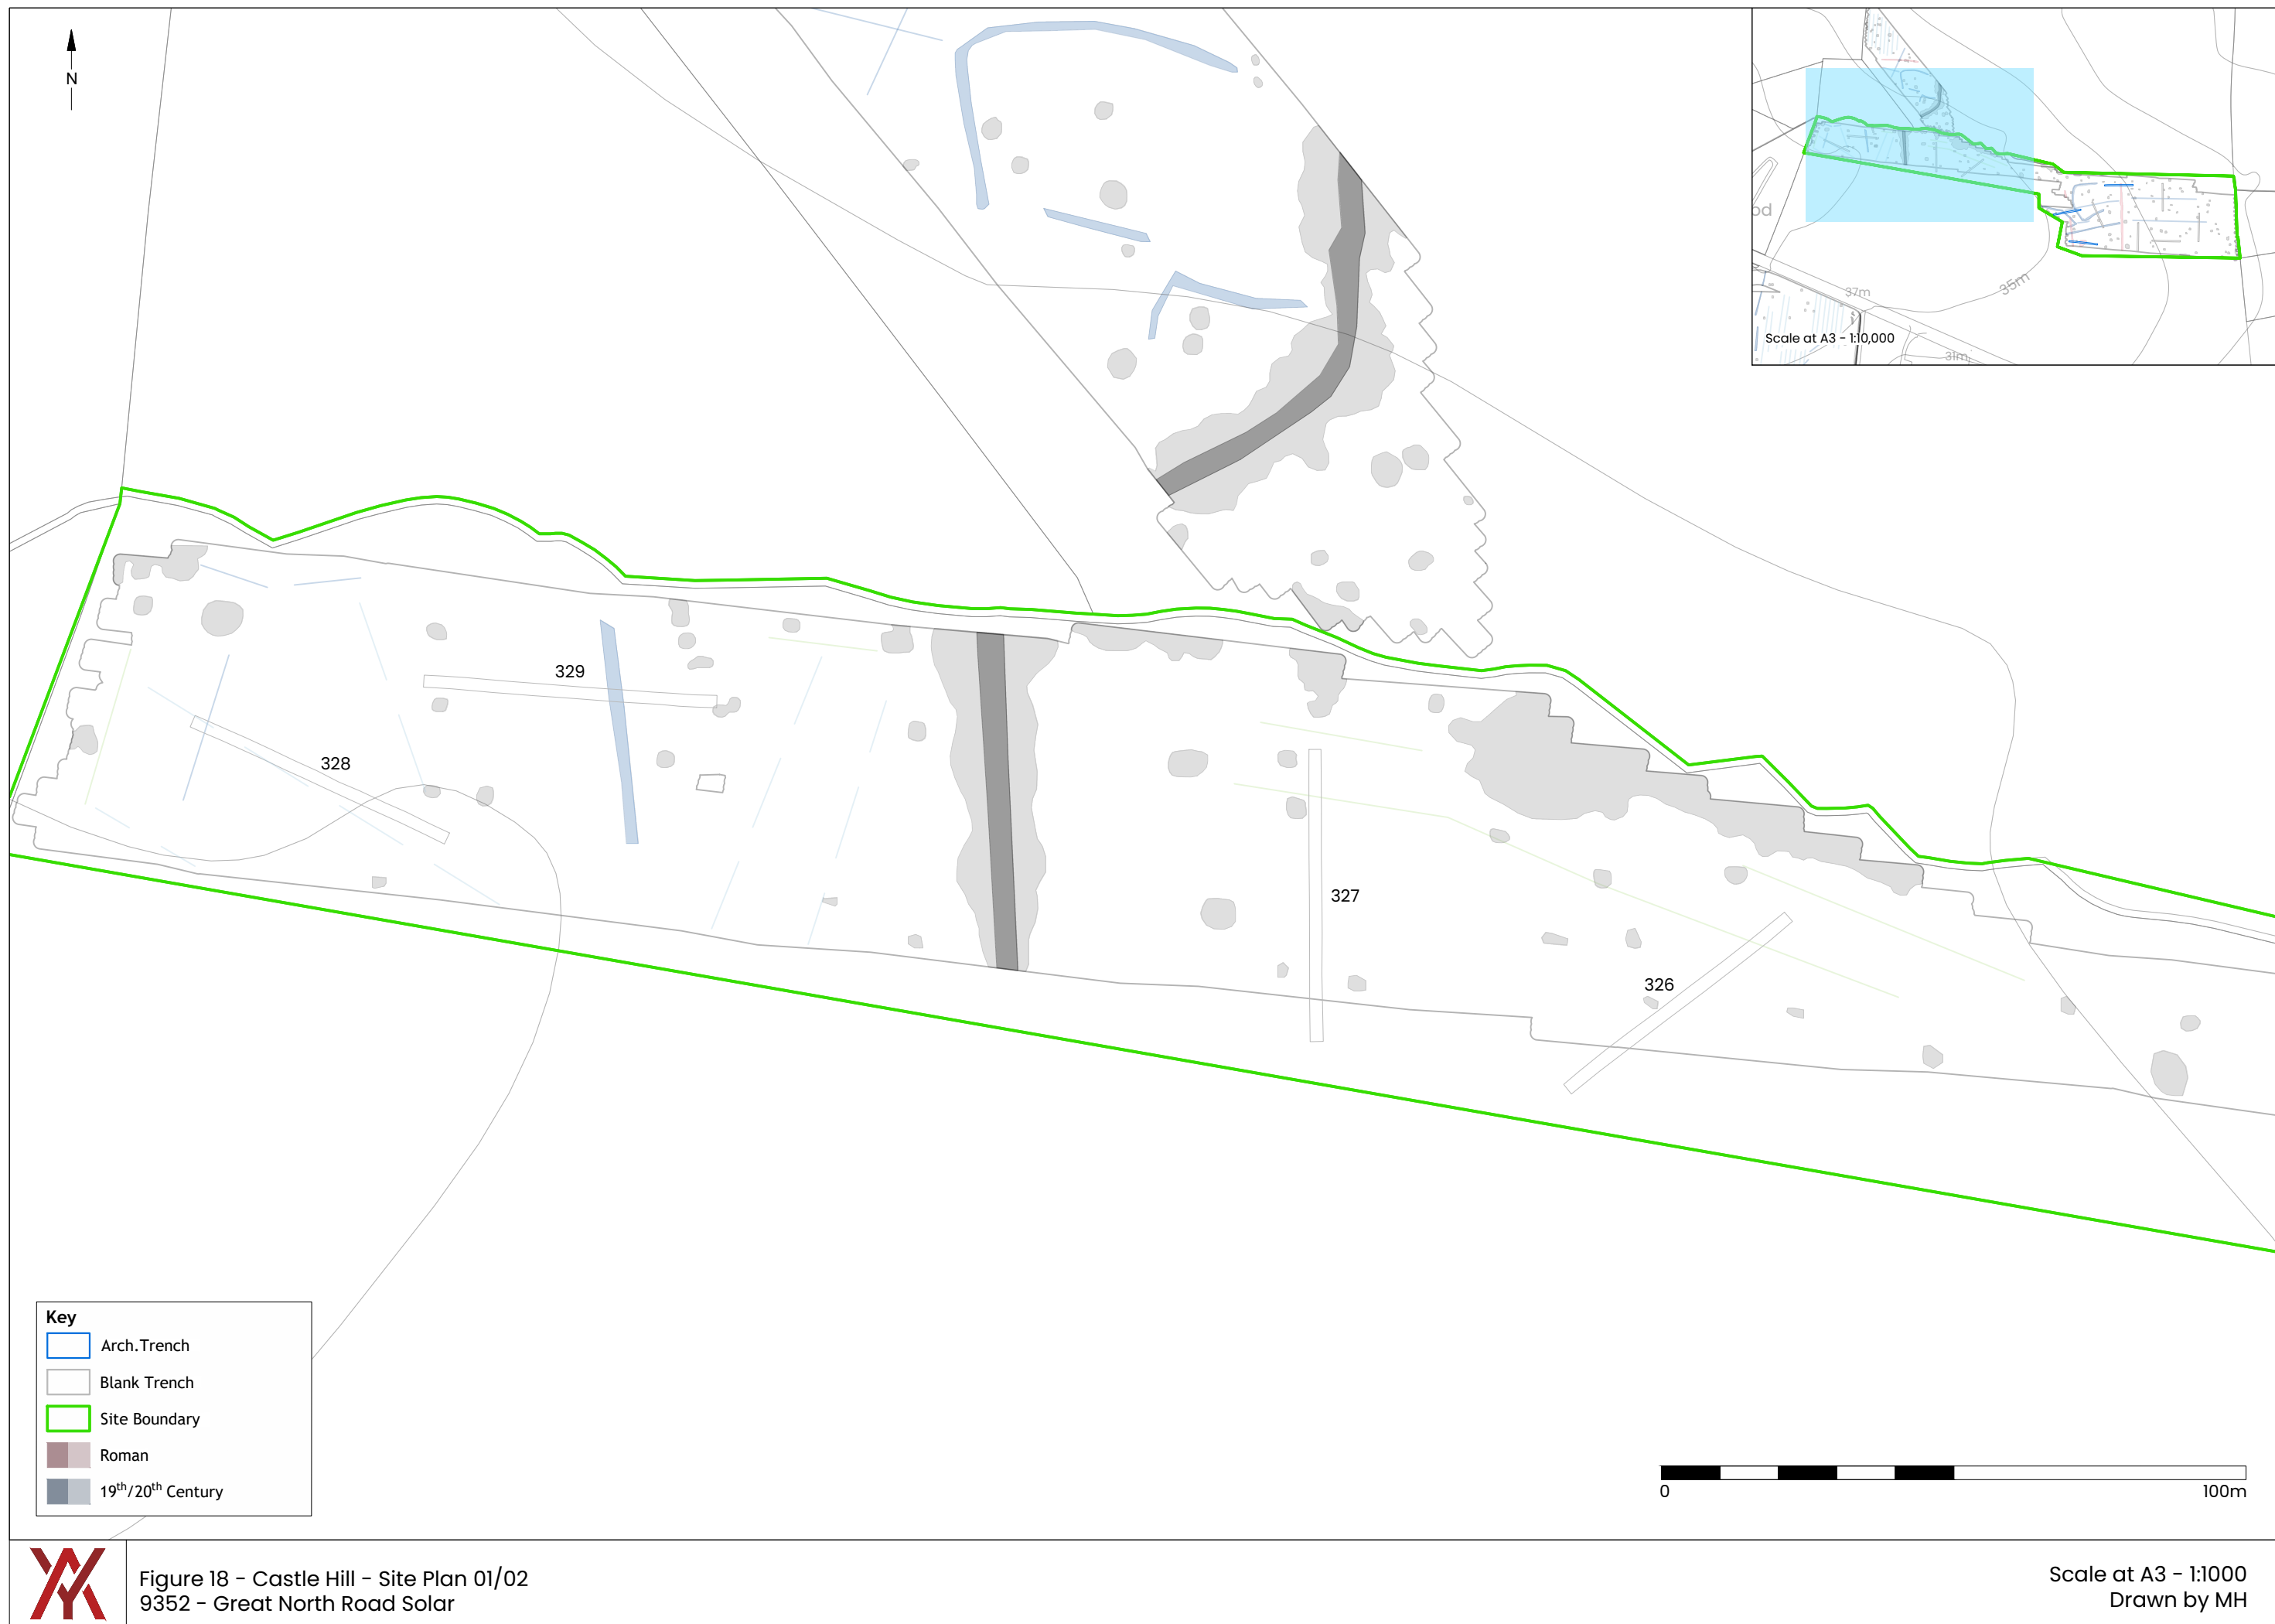 N
od
37m
35m
31m
Scale at A3 - 1:10,000
329
328
327
326
Key
Arch.Trench
Blank Trench
Site Boundary
Roman
19th/20th Century
0 100m
Figure 18 - Castle Hill - Site Plan 01/02
9352 - Great North Road Solar
Scale at A3 - 1:1000
Drawn by MH